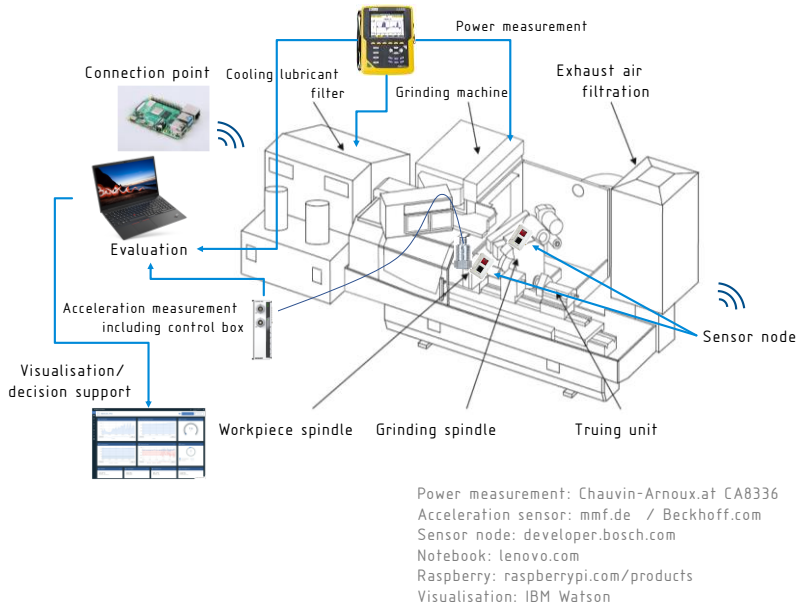 Power measurement
Connection point
Cooling lubricant
filter
Grinding machine
Exhaust air
filtration
Evaluation
Acceleration measurement
including control box
Sensor node
Visualisation/
decision support
Workpiece spindle
Grinding spindle
Truing unit
Power measurement: Chauvin-Arnoux.at CA8336
Acceleration sensor: mmf.de / Beckhoff.com
Sensor node: developer.bosch.com
Notebook: lenovo.com
Raspberry: raspberrypi.com/products
Visualisation: IBM Watson